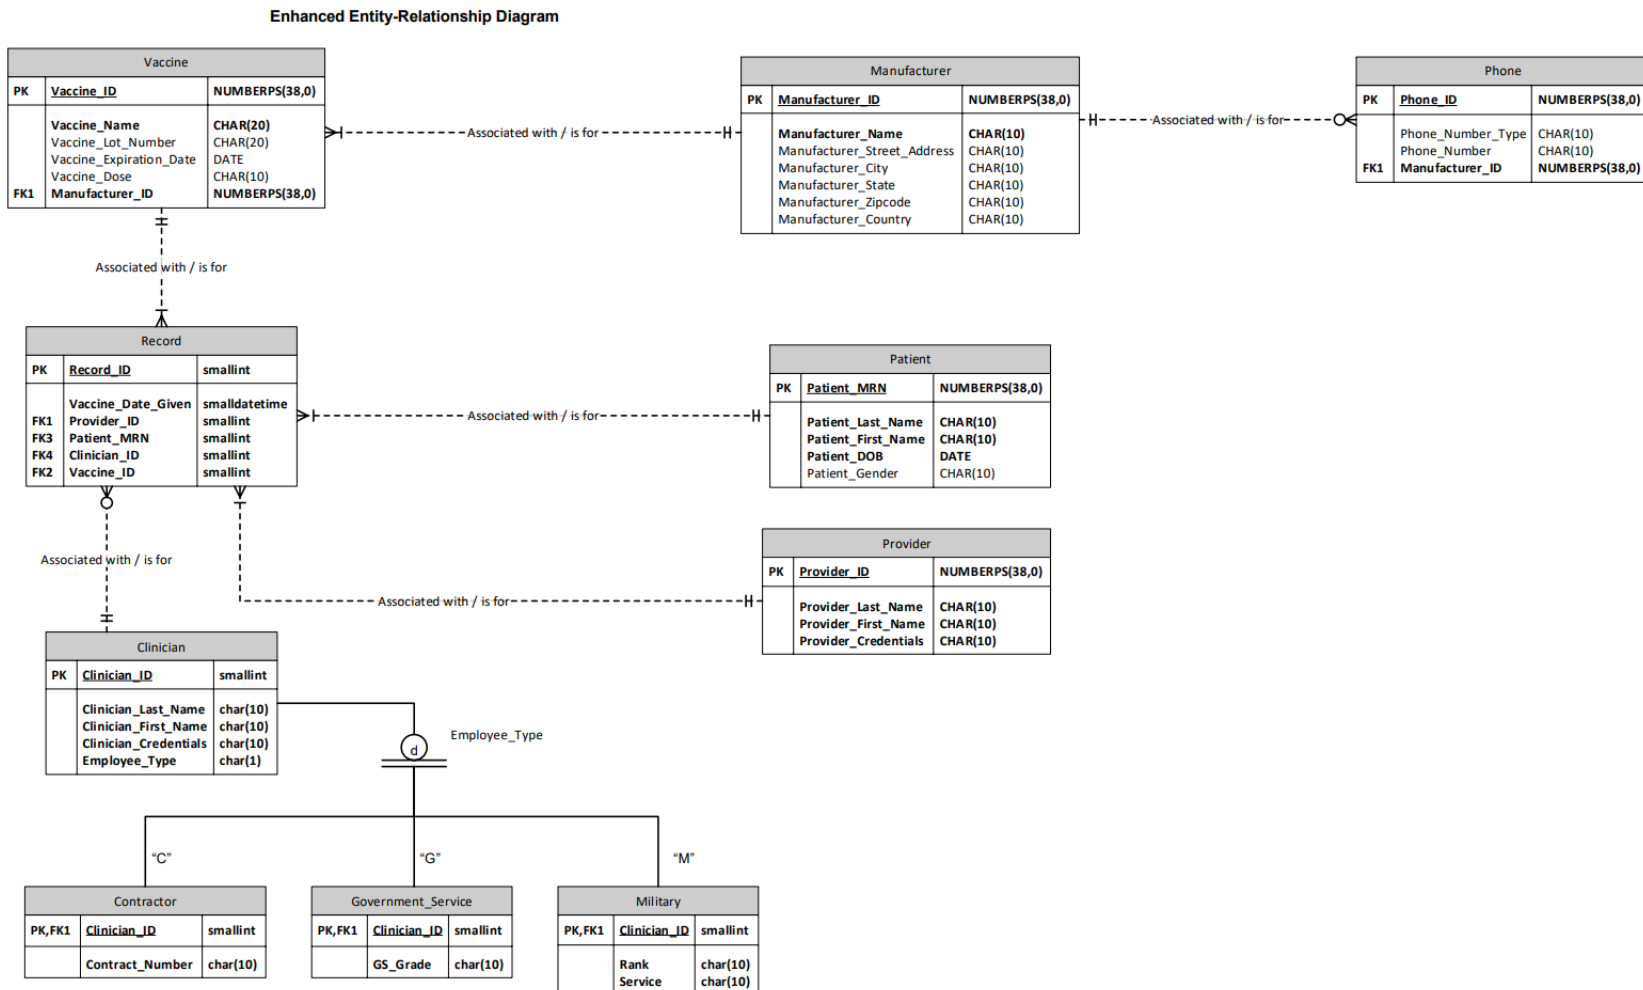 Enhanced Entity-Relationship Diagram
Vaccine
PK Vaccine_ID NUMBERPS(38,0)
Vaccine_Name CHAR(20)
Vaccine_Lot_Number CHAR(20)
Vaccine_Expiration_Date DATE
Vaccine_Dose CHAR(10)
FK1 Manufacturer_ID NUMBERPS(38,0)
Associated with / is for
Manufacturer
PK Manufacturer_ID NUMBERPS(38,0)
Manufacturer_Name CHAR(10)
Manufacturer_Street_Address CHAR(10)
Manufacturer_City CHAR(10)
Manufacturer_State CHAR(10)
Manufacturer_Zipcode CHAR(10)
Manufacturer_Country CHAR(10)
Associated with / is for
Phone
PK Phone_ID NUMBERPS(38,0)
Phone_Number_Type CHAR(10)
Phone_Number CHAR(10)
FK1 Manufacturer_ID NUMBERPS(38,0)
Associated with / is for
Record
PK Record_ID smallint
Vaccine_Date_Given smalldatetime
FK1 Provider_ID smallint
FK3 Patient_MRN smallint
FK4 Clinician_ID smallint
FK2 Vaccine_ID smallint
Associated with / is for
Patient
PK Patient_MRN NUMBERPS(38,0)
Patient_Last_Name CHAR(10)
Patient_First_Name CHAR(10)
Patient_DOB DATE
Patient_Gender CHAR(10)
Associated with / is for
Associated with / is for
Provider
PK Provider_ID NUMBERPS(38,0)
Provider_Last_Name CHAR(10)
Provider_First_Name CHAR(10)
Provider_Credentials CHAR(10)
Clinician
PK Clinician_ID smallint
Clinician_Last_Name char(10)
Clinician_First_Name char(10)
Clinician_Credentials char(10)
Employee_Type char(1)
d
Employee_Type
“C”
“G”
“M”
Contractor
PK,FK1 Clinician_ID smallint
Contract_Number char(10)
Government_Service
PK,FK1 Clinician_ID smallint
GS_Grade char(10)
Military
PK,FK1 Clinician_ID smallint
Rank char(10)
Service char(10)